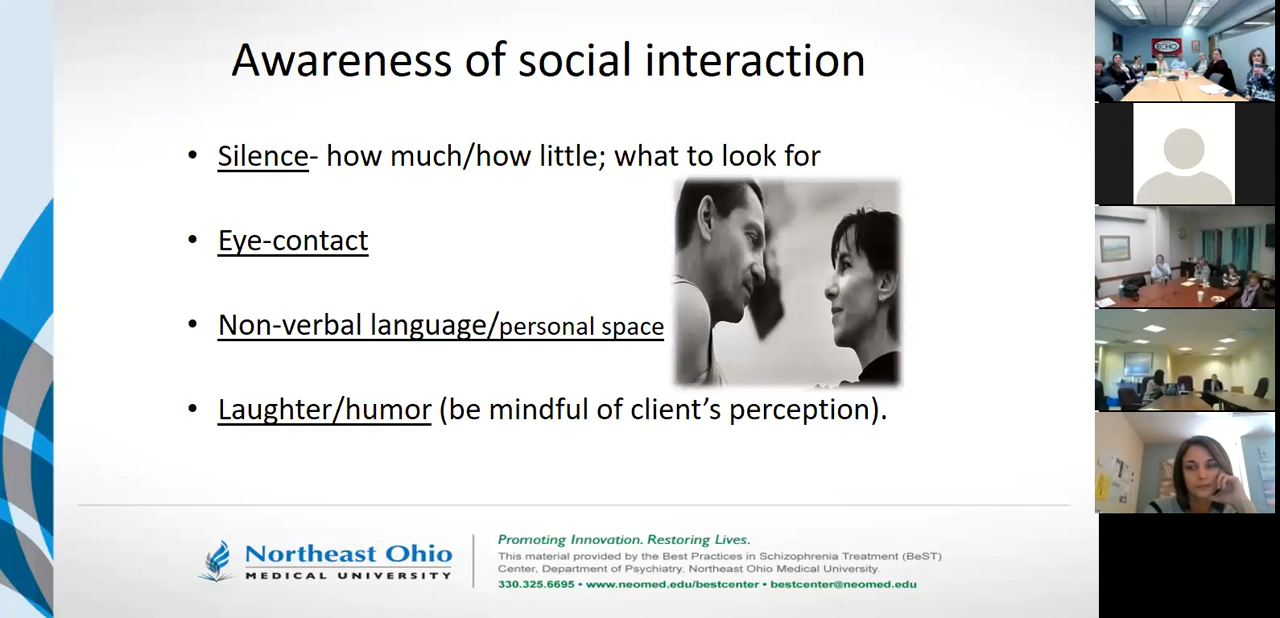 Awareness of social interaction
• Silence- how much/how little; what to look for
• Eye-contact
• Non-verbal language/personal space
• Laughter/humor (be mindful of client's perception).
Northeast Ohio
MEDICAL UNIVERSITY
Promoting Innovation. Restoring Lives.
This material provided by the Best Practices in Schizophrenia Treatment (BeST)
Center, Department of Psychiatry, Northeast Ohio Medical University.
330.325.6695 • www.neomed.edu/bestcenter • bestcenter@neomed.edu
ECHO